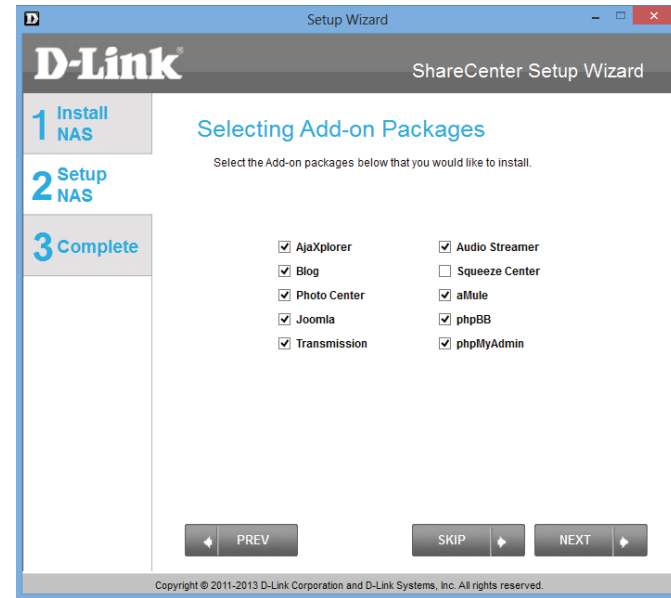 Setup Wizard
D-Link®
ShareCenter Setup Wizard
1 Install NAS
2 Setup NAS
3 Complete
Selecting Add-on Packages
Select the Add-on packages below that you would like to install.
AjaXplorer
Audio Streamer
Blog
Squeeze Center
Photo Center
aMule
Joomla
phpBB
Transmission
phpMyAdmin
PREV
SKIP
NEXT
Copyright © 2011-2013 D-Link Corporation and D-Link Systems, Inc. All rights reserved.